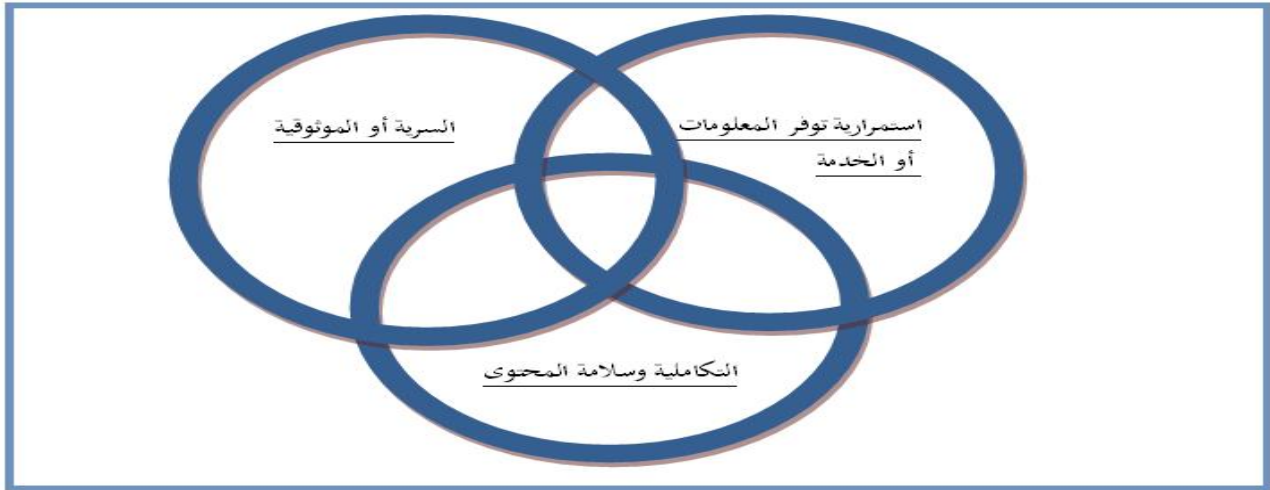 استمرارية توفر المعلومات
أو الخدمة
السرية أو الموثوقية
التكاملية وسلامة المحتوى